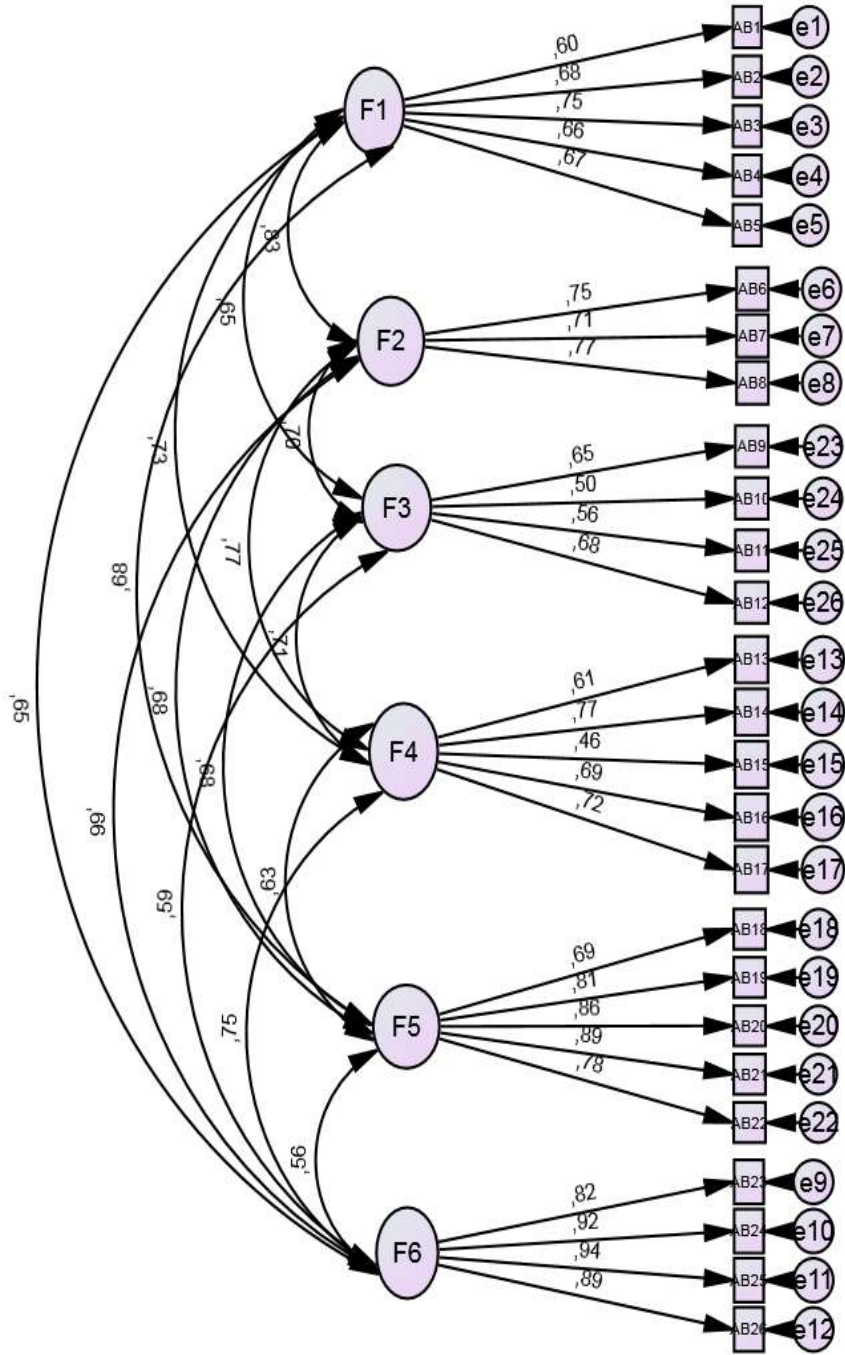 F1
,60
,68
,75
,66
,67
AB1
e1
AB2
e2
AB3
e3
AB4
e4
AB5
e5
,83
,65
,73
,68
,65
F2
,75
,71
,77
AB6
e6
AB7
e7
AB8
e8
,77
,68
,66
F3
,65
,50
,56
,68
AB9
e23
AB10
e24
AB11
e25
AB12
e26
,71
,59
F4
,61
,77
,46
,69
,72
AB13
e13
AB14
e14
AB15
e15
AB16
e16
AB17
e17
,63
,75
F5
,69
,81
,86
,89
,78
AB18
e18
AB19
e19
AB20
e20
AB21
e21
AB22
e22
,56
F6
,82
,92
,94
,89
AB23
e9
AB24
e10
AB25
e11
AB26
e12